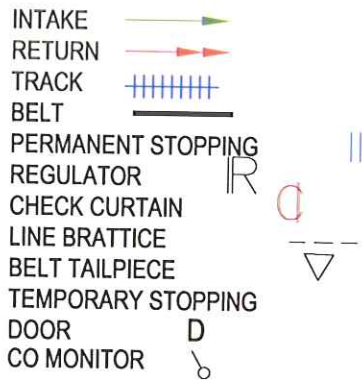 INTAKE
RETURN
TRACK
BELT
PERMANENT STOPPING
REGULATOR R
CHECK CURTAIN C
LINE BRATTICE
BELT TAILPIECE
TEMPORARY STOPPING
DOOR D
CO MONITOR